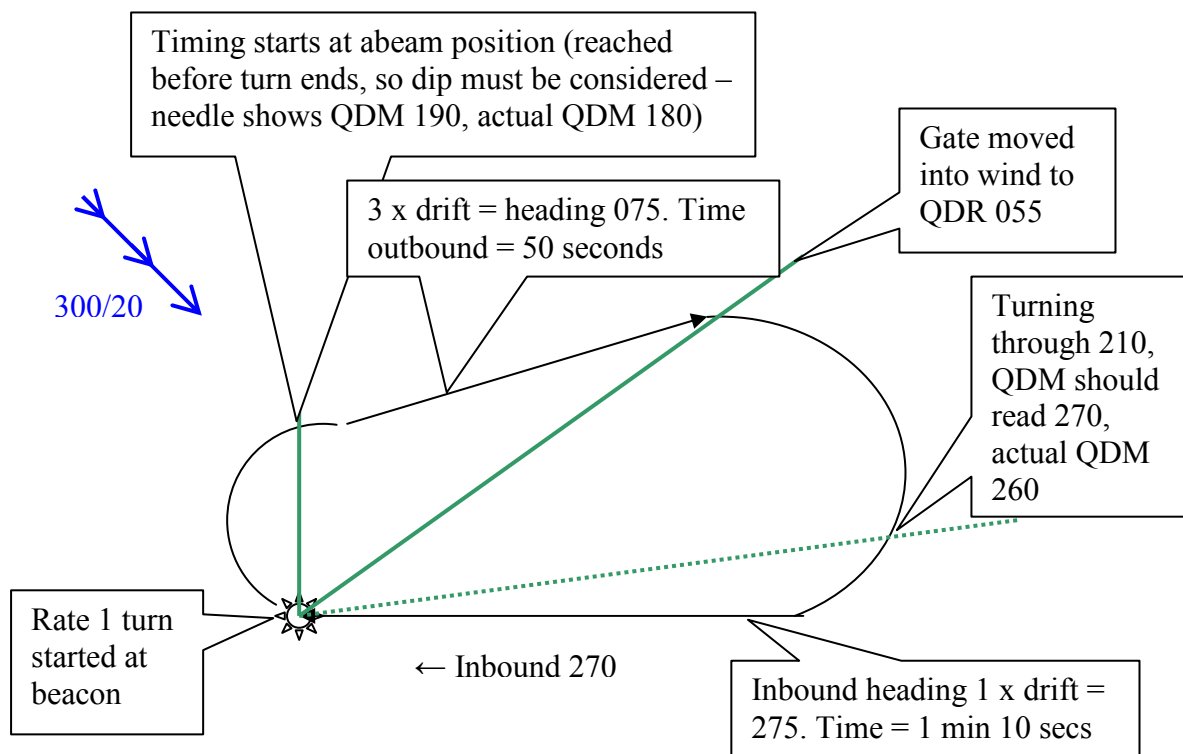 Timing starts at abeam position (reached
before turn ends, so dip must be considered –
needle shows QDM 190, actual QDM 180)
Gate moved
into wind to
QDR 055
3 x drift = heading 075. Time
outbound = 50 seconds
300/20
Turning
through 210,
QDM should
read 270,
actual QDM
260
Rate 1 turn
started at
beacon
← Inbound 270
Inbound heading 1 x drift =
275. Time = 1 min 10 secs